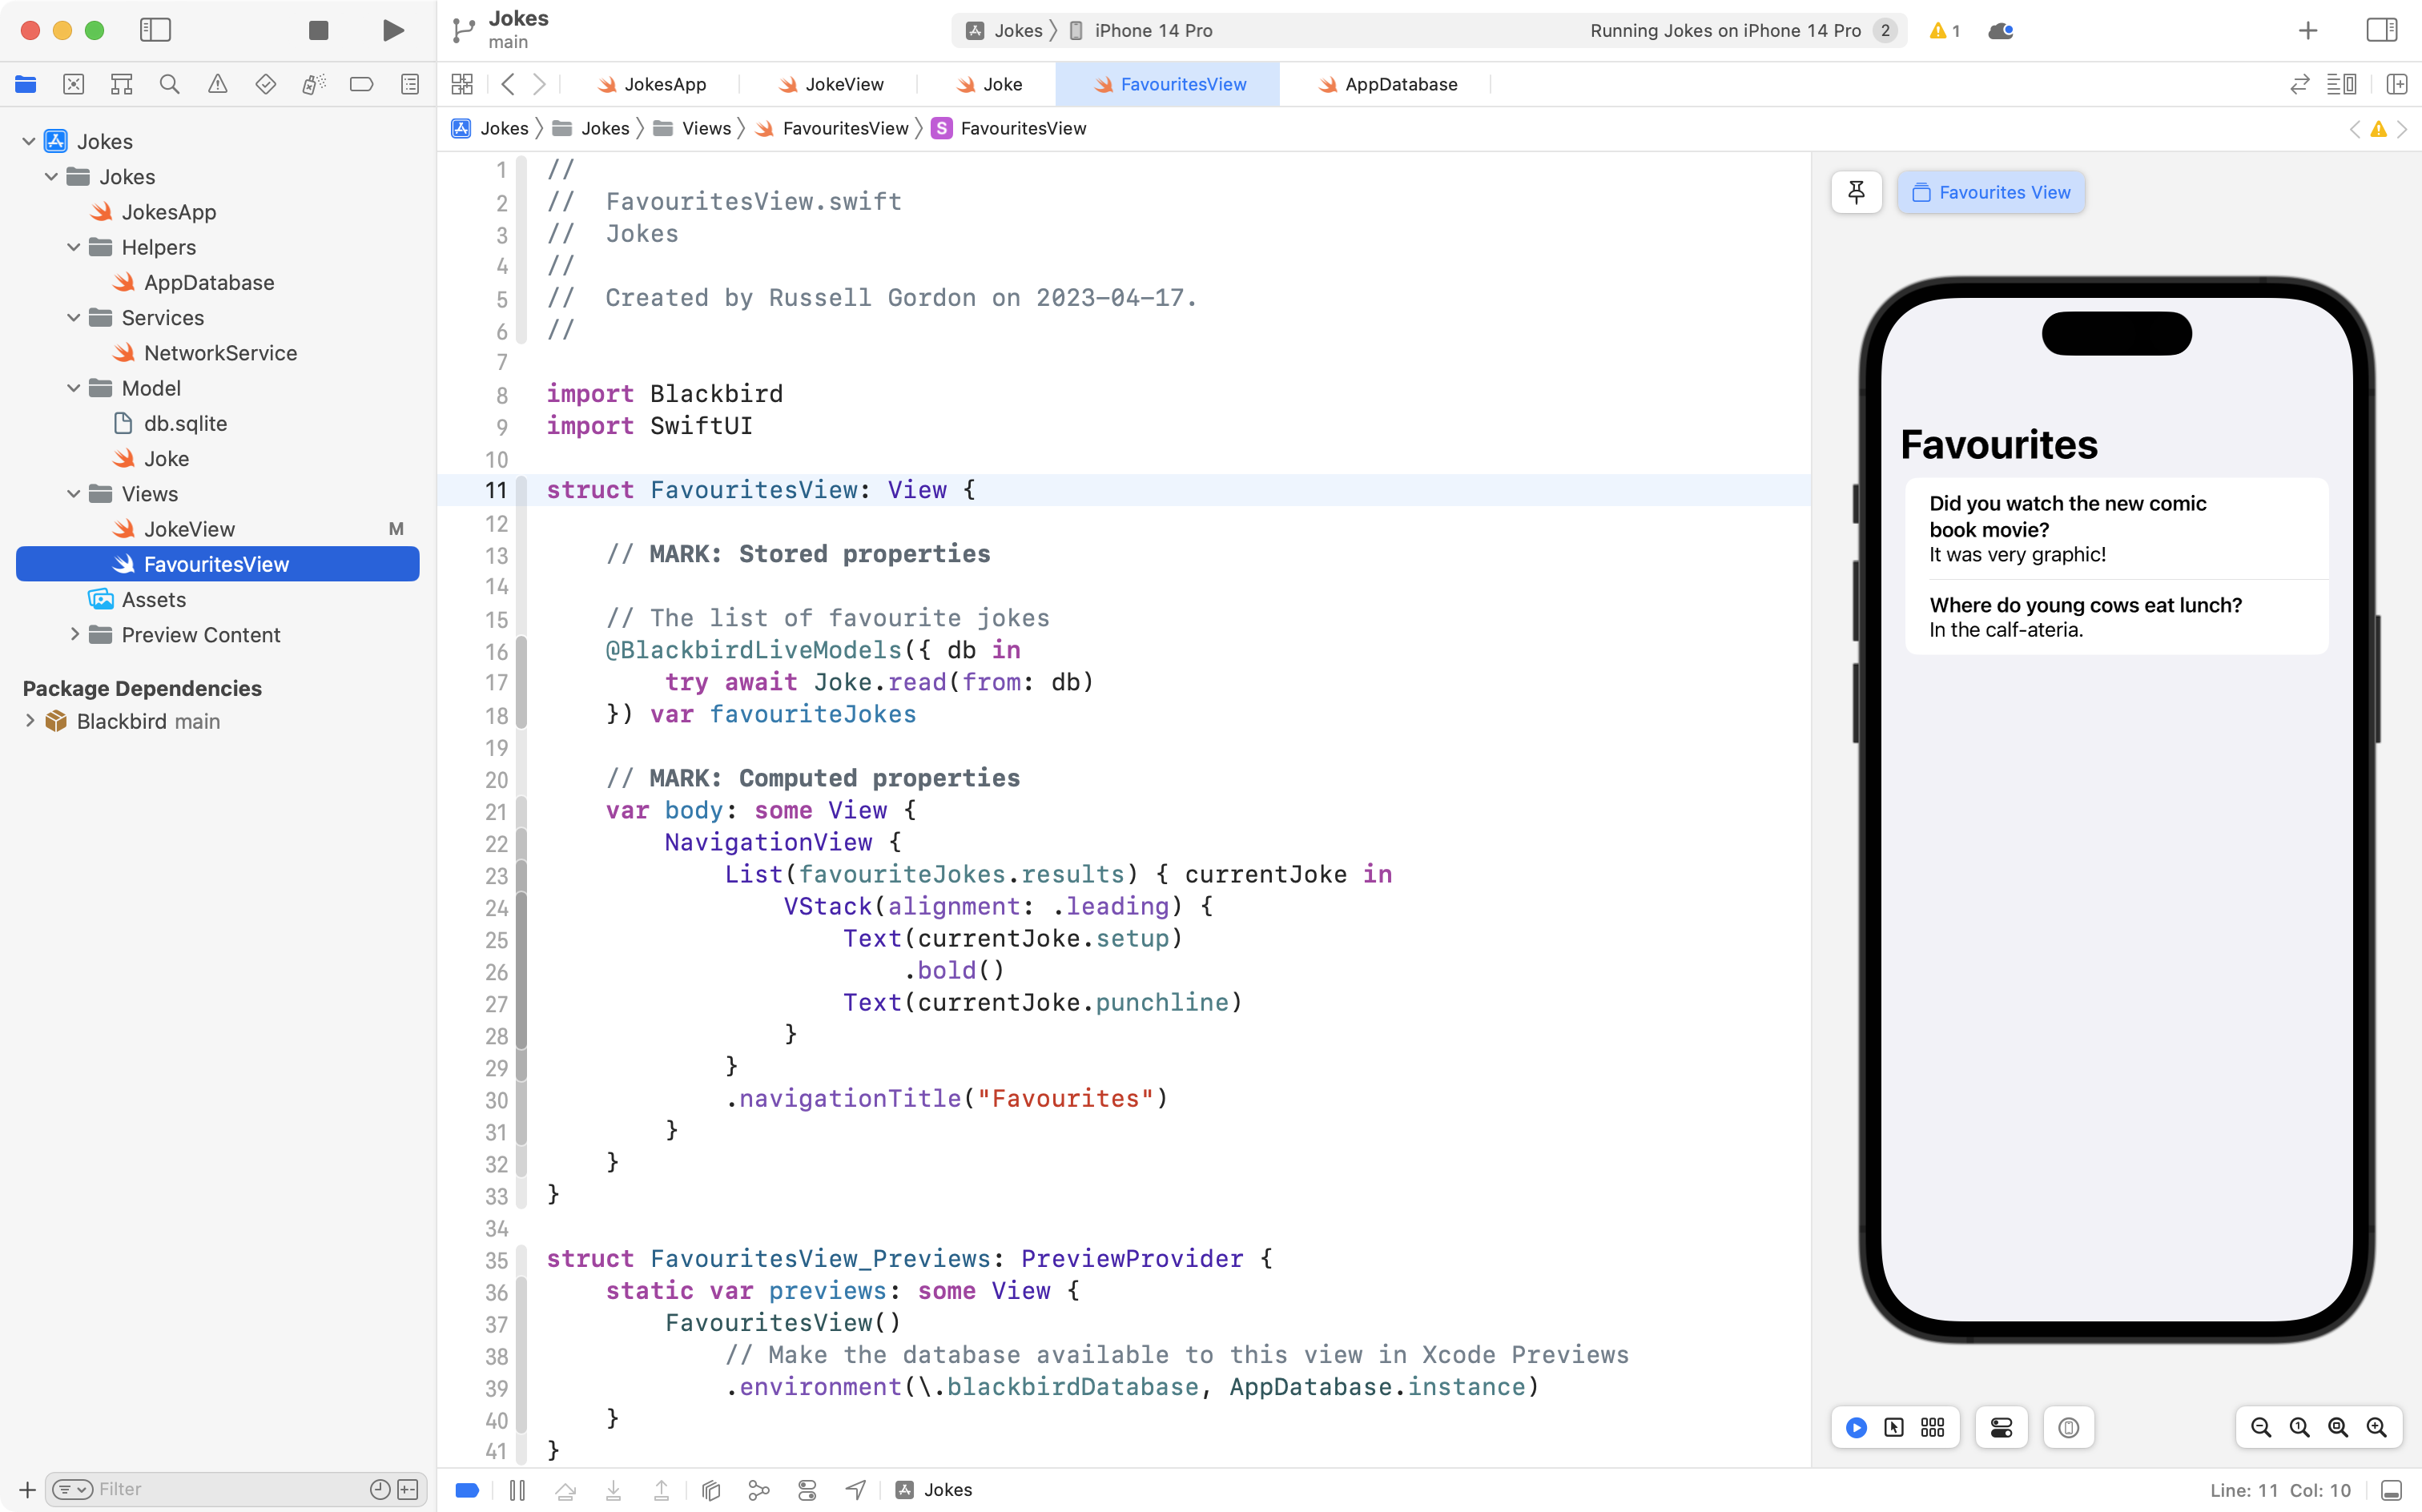 Jokes
main
Jokes
iPhone 14 Pro
Running Jokes on iPhone 14 Pro
2
1
JokesApp
JokeView
Joke
FavouritesView
AppDatabase
Jokes
Jokes
Views
FavouritesView
S
FavouritesView
Jokes
Jokes
JokesApp
Helpers
AppDatabase
Services
NetworkService
Model
db.sqlite
Joke
Views
JokeView M
FavouritesView
Assets
Preview Content
Package Dependencies
Blackbird main
Filter
1 //
2 //  FavouritesView.swift
3 //  Jokes
4 //
5 //  Created by Russell Gordon on 2023-04-17.
6 //
7
8 import Blackbird
9 import SwiftUI
10
11 struct FavouritesView: View {
12
13     // MARK: Stored properties
14
15     // The list of favourite jokes
16     @BlackbirdLiveModels({ db in
17         try await Joke.read(from: db)
18     }) var favouriteJokes
19
20     // MARK: Computed properties
21     var body: some View {
22         NavigationView {
23             List(favouriteJokes.results) { currentJoke in
24                 VStack(alignment: .leading) {
25                     Text(currentJoke.setup)
26                         .bold()
27                     Text(currentJoke.punchline)
28                 }
29             }
30             .navigationTitle("Favourites")
31         }
32     }
33 }
34
35 struct FavouritesView_Previews: PreviewProvider {
36     static var previews: some View {
37         FavouritesView()
38             // Make the database available to this view in Xcode Previews
39             .environment(\.blackbirdDatabase, AppDatabase.instance)
40     }
41 }
Favourites View
Favourites
Did you watch the new comic
book movie?
It was very graphic!
Where do young cows eat lunch?
In the calf-ateria.
Jokes
Line: 11 Col: 10